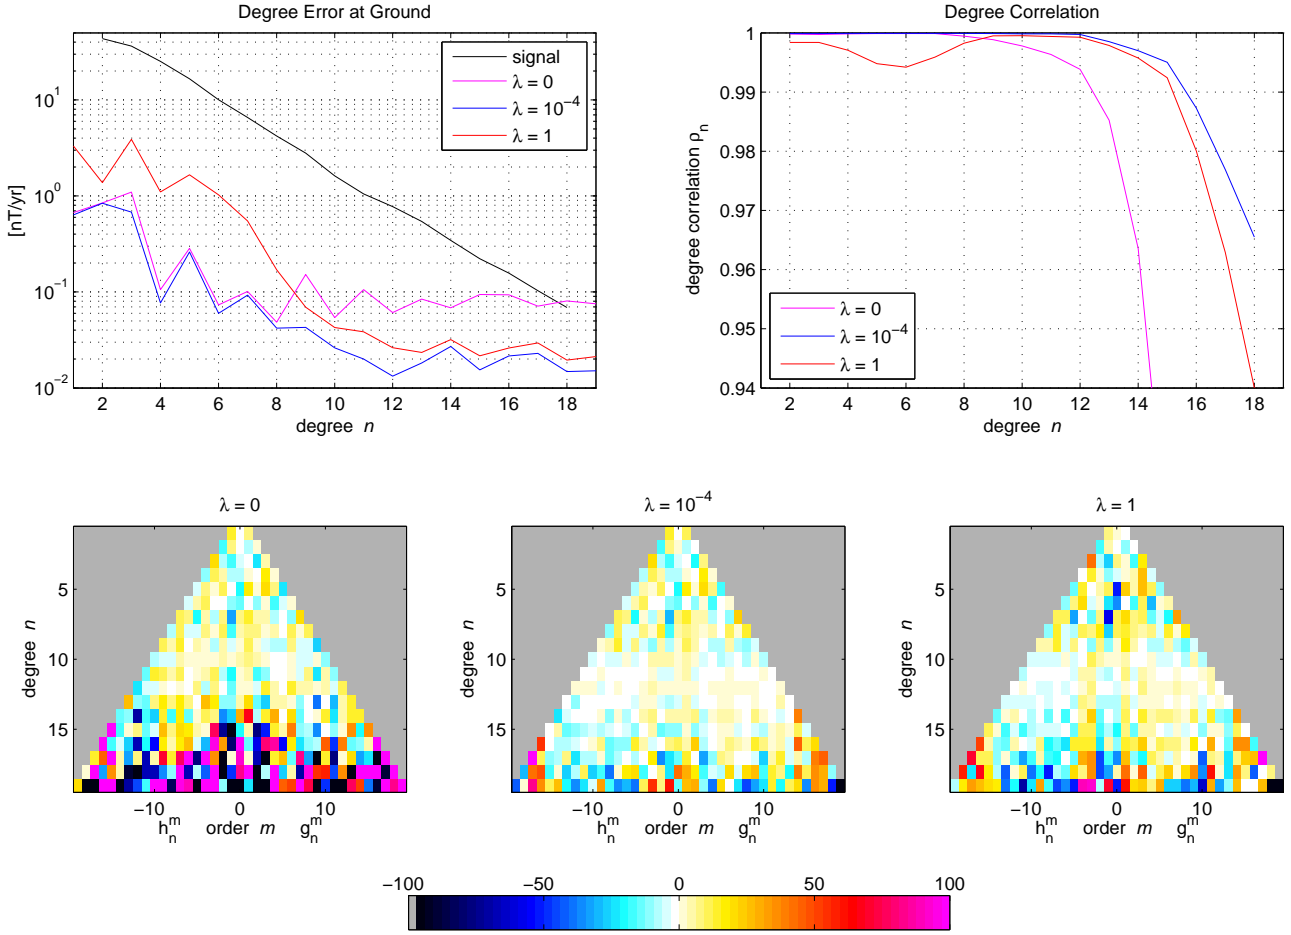 Degree Error at Ground
[nT/yr]
10^1
10^0
10^−1
10^−2
2 4 6 8 10 12 14 16 18
degree n
signal
λ = 0
λ = 10^−4
λ = 1
Degree Correlation
degree correlation ρ_n
1
0.99
0.98
0.97
0.96
0.95
0.94
2 4 6 8 10 12 14 16 18
degree n
λ = 0
λ = 10^−4
λ = 1
λ = 0
degree n
5
10
15
−10 0 10
h_n^m order m g_n^m
λ = 10^−4
degree n
5
10
15
−10 0 10
h_n^m order m g_n^m
λ = 1
degree n
5
10
15
−10 0 10
h_n^m order m g_n^m
−100 −50 0 50 100